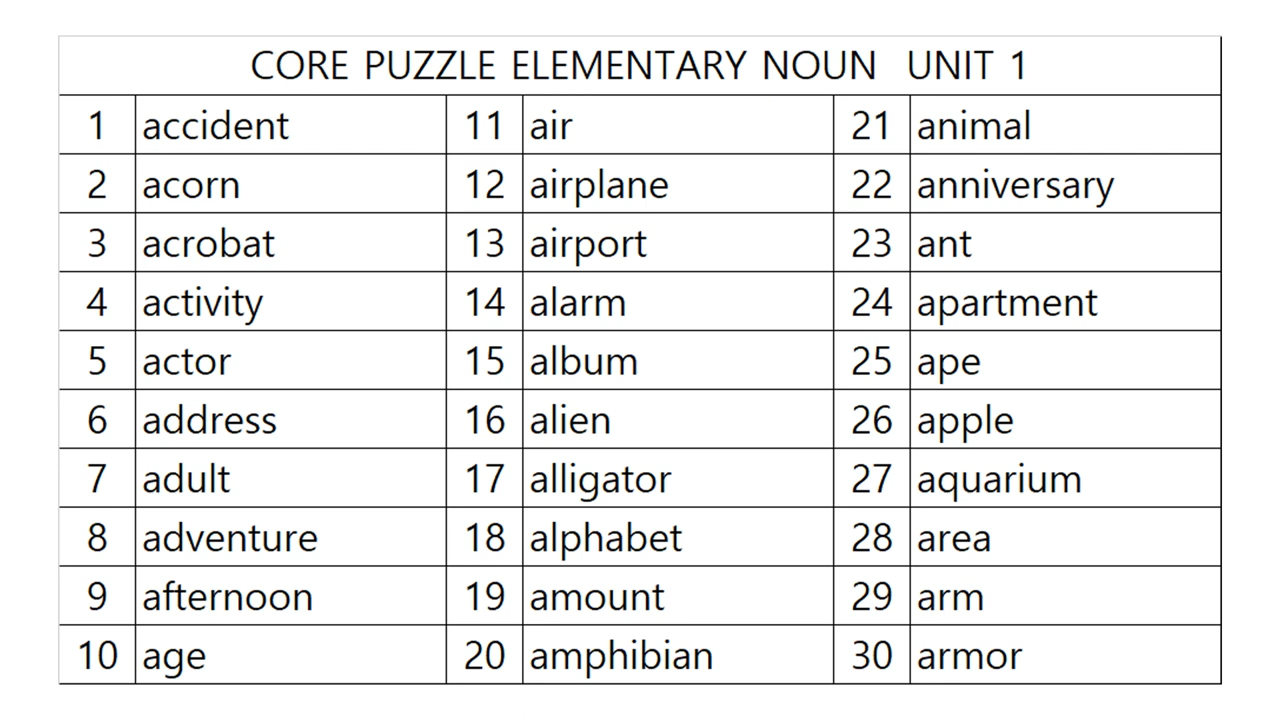 CORE PUZZLE ELEMENTARY NOUN UNIT 1
1 accident 11 air 21 animal
2 acorn 12 airplane 22 anniversary
3 acrobat 13 airport 23 ant
4 activity 14 alarm 24 apartment
5 actor 15 album 25 ape
6 address 16 alien 26 apple
7 adult 17 alligator 27 aquarium
8 adventure 18 alphabet 28 area
9 afternoon 19 amount 29 arm
10 age 20 amphibian 30 armor